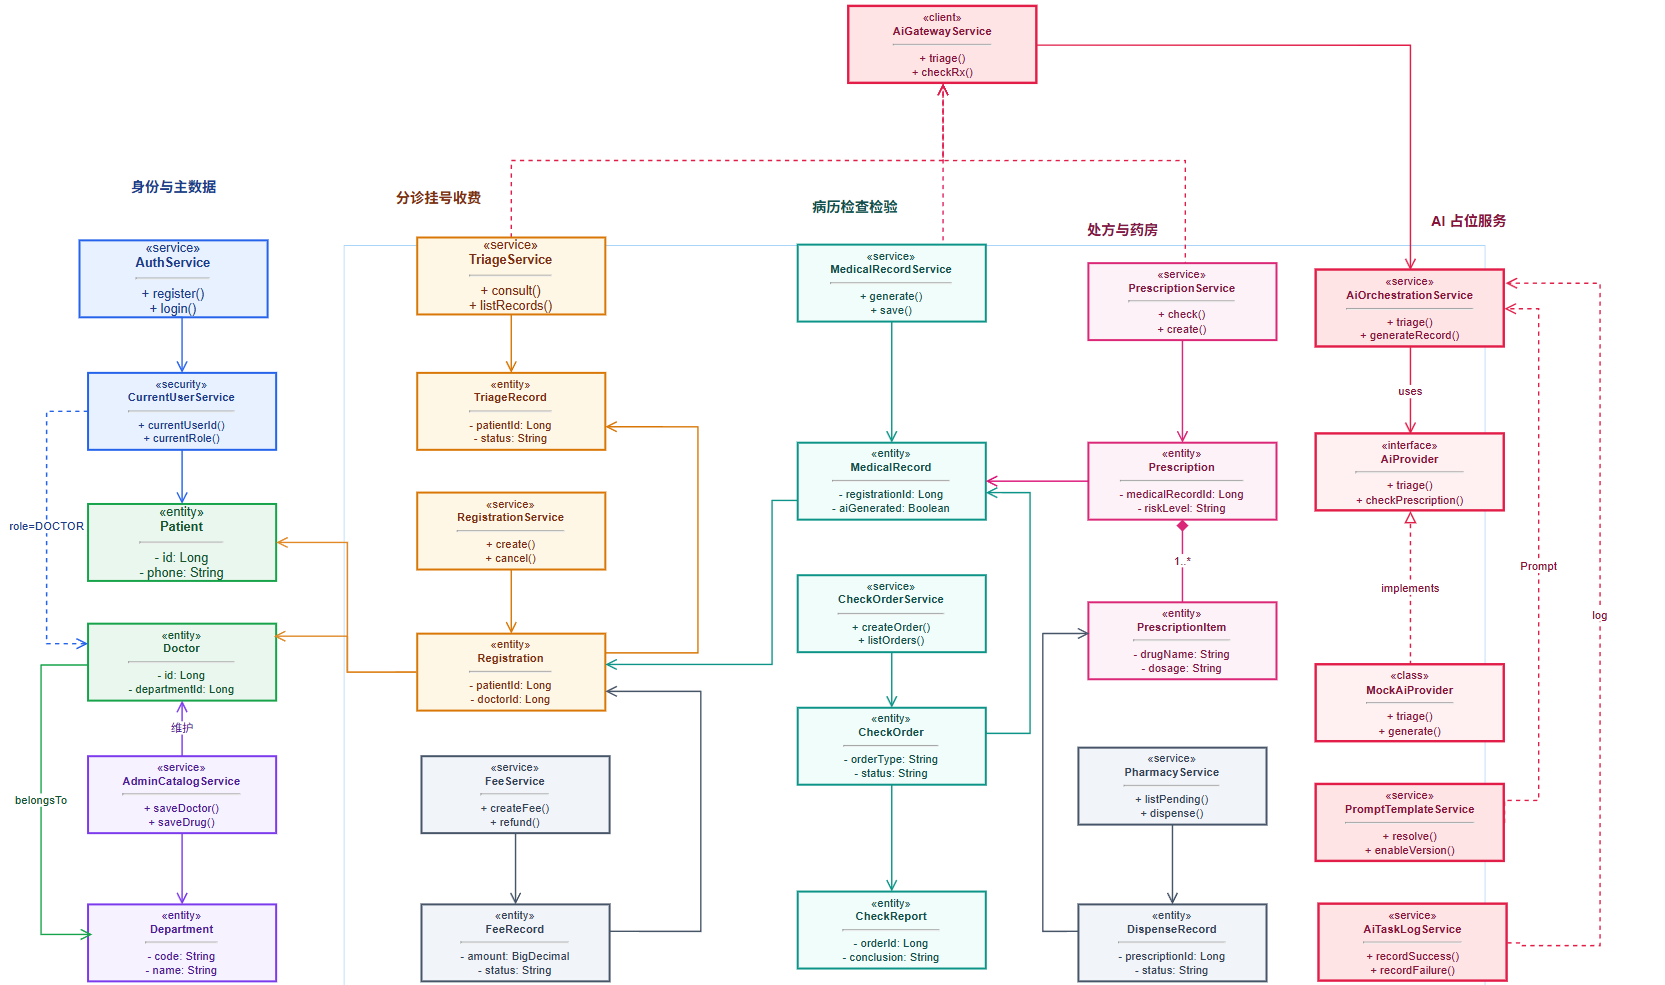 «client»
AiGatewayService
+ triage()
+ checkRx()
身份与主数据
«service»
AuthService
+ register()
+ login()
«security»
CurrentUserService
+ currentUserId()
+ currentRole()
role=DOCTOR
«entity»
Patient
- id: Long
- phone: String
«entity»
Doctor
- id: Long
- departmentId: Long
维护
belongsTo
«service»
AdminCatalogService
+ saveDoctor()
+ saveDrug()
«entity»
Department
- code: String
- name: String
分诊挂号收费
«service»
TriageService
+ consult()
+ listRecords()
«entity»
TriageRecord
- patientId: Long
- status: String
«service»
RegistrationService
+ create()
+ cancel()
«entity»
Registration
- patientId: Long
- doctorId: Long
«service»
FeeService
+ createFee()
+ refund()
«entity»
FeeRecord
- amount: BigDecimal
- status: String
病历检查检验
«service»
MedicalRecordService
+ generate()
+ save()
«entity»
MedicalRecord
- registrationId: Long
- aiGenerated: Boolean
«service»
CheckOrderService
+ createOrder()
+ listOrders()
«entity»
CheckOrder
- orderType: String
- status: String
«entity»
CheckReport
- orderId: Long
- conclusion: String
处方与药房
«service»
PrescriptionService
+ check()
+ create()
«entity»
Prescription
- medicalRecordId: Long
- riskLevel: String
1..*
«entity»
PrescriptionItem
- drugName: String
- dosage: String
«service»
PharmacyService
+ listPending()
+ dispense()
«entity»
DispenseRecord
- prescriptionId: Long
- status: String
AI 占位服务
«service»
AiOrchestrationService
+ triage()
+ generateRecord()
uses
«interface»
AiProvider
+ triage()
+ checkPrescription()
implements
Prompt
log
«class»
MockAiProvider
+ triage()
+ generate()
«service»
PromptTemplateService
+ resolve()
+ enableVersion()
«service»
AiTaskLogService
+ recordSuccess()
+ recordFailure()